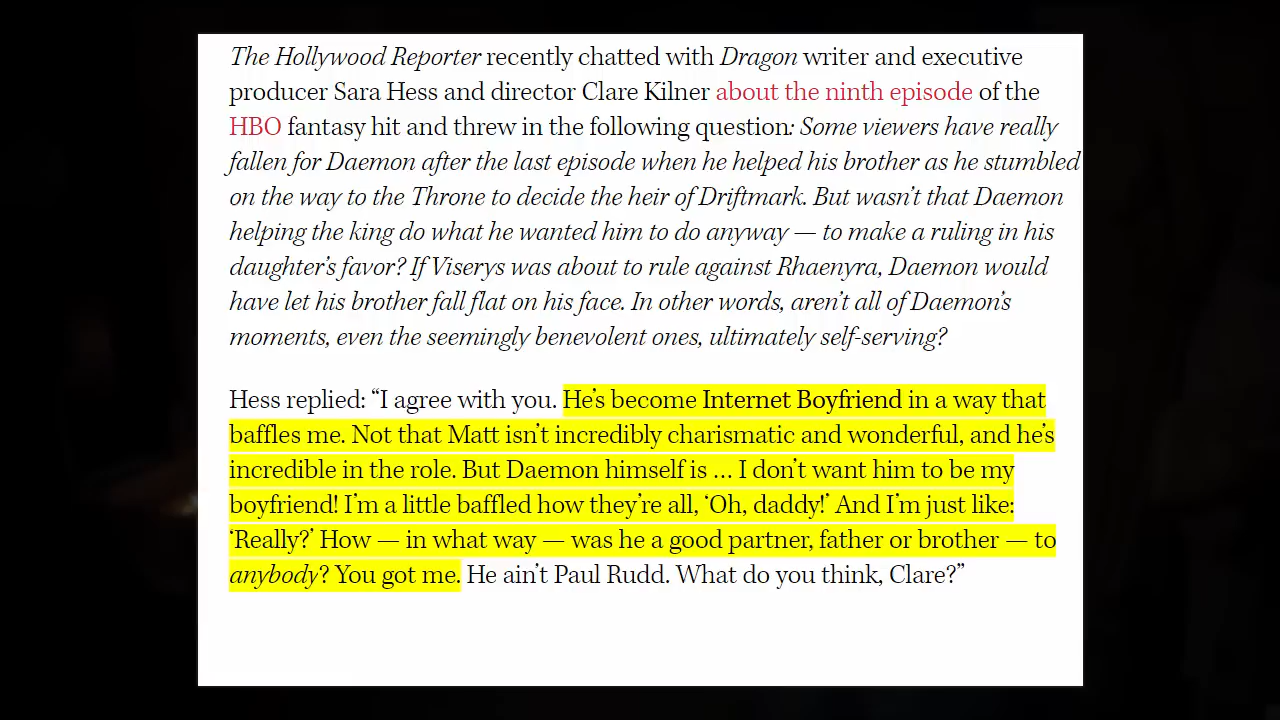 The Hollywood Reporter recently chatted with Dragon writer and executive
producer Sara Hess and director Clare Kilner about the ninth episode of the
HBO fantasy hit and threw in the following question: Some viewers have really
fallen for Daemon after the last episode when he helped his brother as he stumbled
on the way to the Throne to decide the heir of Driftmark. But wasn’t that Daemon
helping the king do what he wanted him to do anyway — to make a ruling in his
daughter’s favor? If Viserys was about to rule against Rhaenyra, Daemon would
have let his brother fall flat on his face. In other words, aren’t all of Daemon’s
moments, even the seemingly benevolent ones, ultimately self-serving?
Hess replied: “I agree with you. He’s become Internet Boyfriend in a way that
baffles me. Not that Matt isn’t incredibly charismatic and wonderful, and he’s
incredible in the role. But Daemon himself is … I don’t want him to be my
boyfriend! I’m a little baffled how they’re all, ‘Oh, daddy!’ And I’m just like:
‘Really?’ How — in what way — was he a good partner, father or brother — to
anybody? You got me. He ain’t Paul Rudd. What do you think, Clare?”